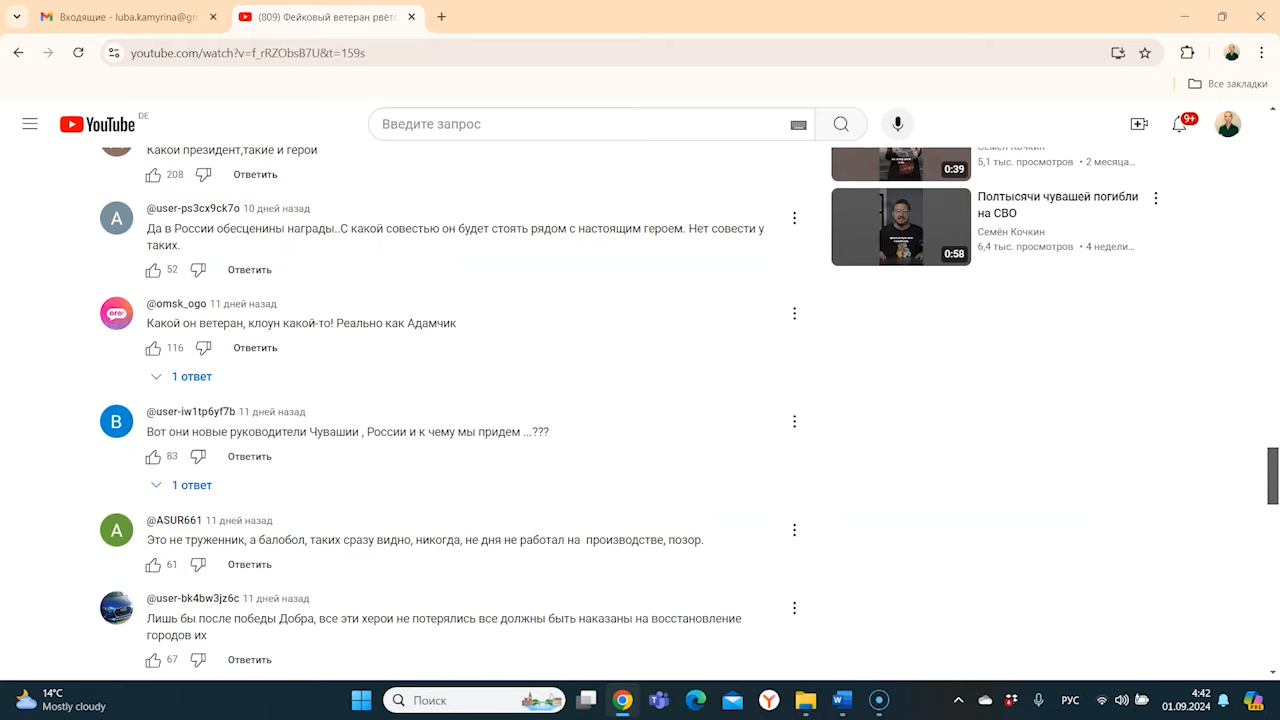 Входящие - luba.kamyrina@gm
(809) Фейковый ветеран рвётс
youtube.com/watch?v=f_rRZObsB7U&t=159s
Все закладки
YouTube DE
Введите запрос
9+
Какой президент,такие и герои
208 Ответить
@user-ps3cx9ck7o 10 дней назад
Да в России обесценины награды..С какой совестью он будет стоять рядом с настоящим героем. Нет совести у
таких.
52 Ответить
@omsk_ogo 11 дней назад
Какой он ветеран, клоун какой-то! Реально как Адамчик
116 Ответить
1 ответ
@user-iw1tp6yf7b 11 дней назад
Вот они новые руководители Чувашии , России и к чему мы придем ...???
83 Ответить
1 ответ
@ASUR661 11 дней назад
Это не труженник, а балобол, таких сразу видно, никогда, не дня не работал на производстве, позор.
61 Ответить
@user-bk4bw3jz6c 11 дней назад
Лишь бы после победы Добра, все эти херои не потерялись все должны быть наказаны на восстановление
городов их
67 Ответить
Семён Кочкин
5,1 тыс. просмотров • 2 месяца...
0:39
Полтысячи чувашей погибли
на СВО
Семён Кочкин
6,4 тыс. просмотров • 4 недели...
0:58
14°C
Mostly cloudy
Поиск
РУС
4:42
01.09.2024